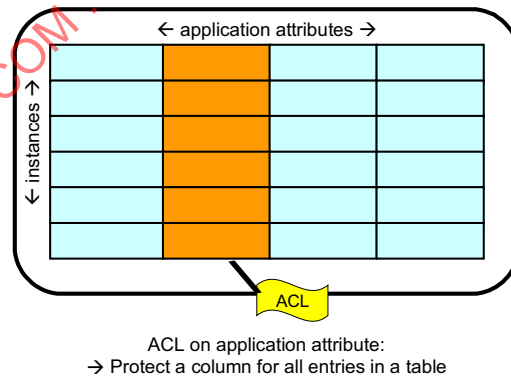 ← application attributes →
← instances →
ACL
ACL on application attribute:
→ Protect a column for all entries in a table